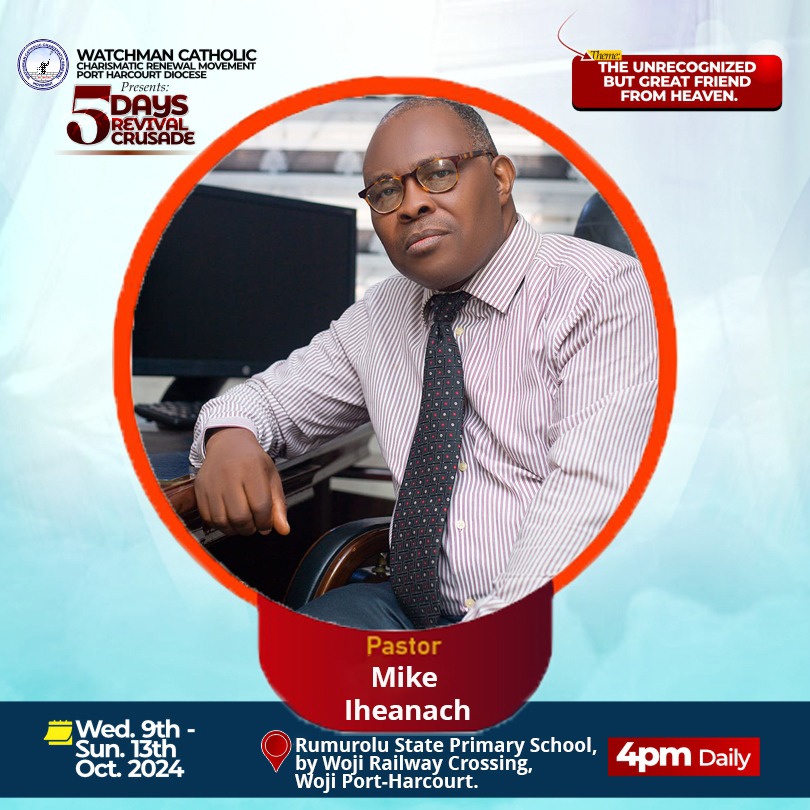 WATCHMAN CATHOLIC
CHARISMATIC RENEWAL MOVEMENT
PORT HARCOURT DIOCESE
Presents:
5 DAYS
REVIVAL
CRUSADE
Theme:
THE UNRECOGNIZED
BUT GREAT FRIEND
FROM HEAVEN.
Pastor
Mike
Iheanach
Wed. 9th -
Sun. 13th
Oct. 2024
Rumurolu State Primary School,
by Woji Railway Crossing,
Woji Port-Harcourt.
4pm Daily